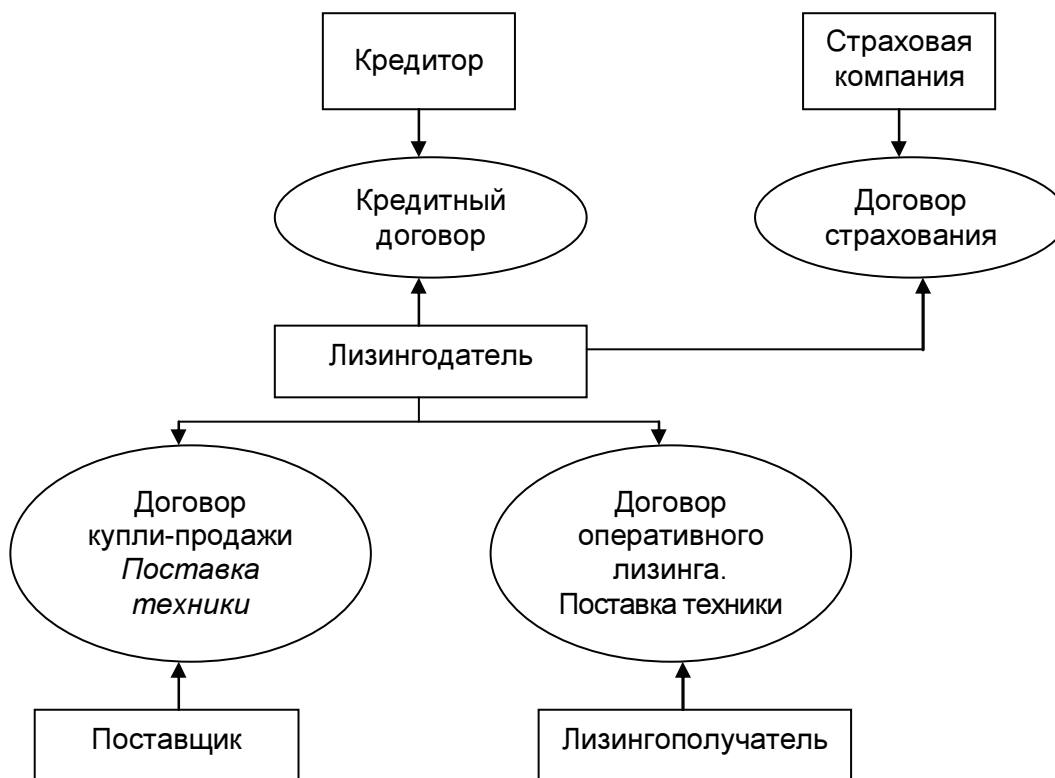 Кредитор
Страховая
компания
Кредитный
договор
Договор
страхования
Лизингодатель
Договор
купли-продажи
Поставка
техники
Договор
оперативного
лизинга.
Поставка техники
Поставщик
Лизингополучатель